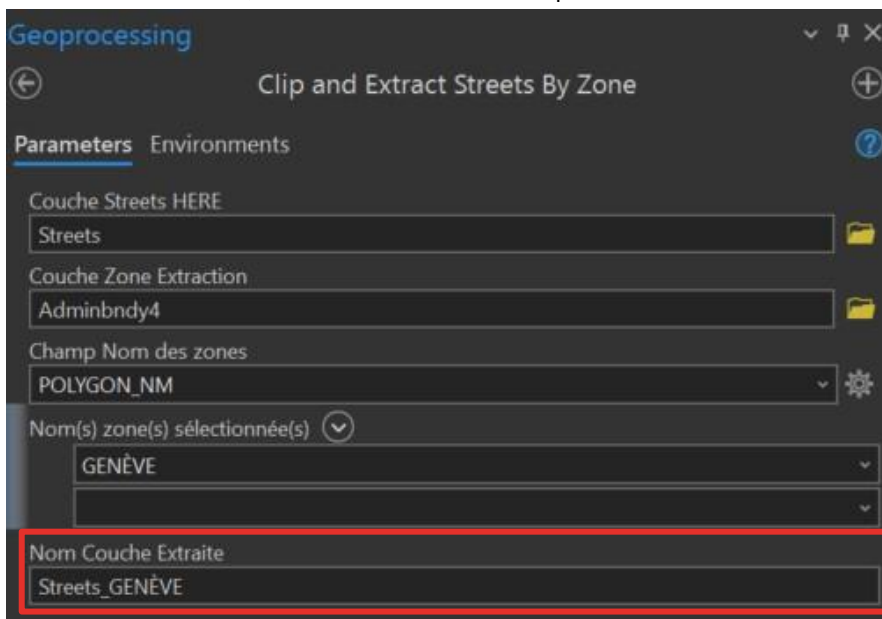 Geoprocessing
Clip and Extract Streets By Zone
Parameters Environments
Couche Streets HERE
Streets
Couche Zone Extraction
Adminbndy4
Champ Nom des zones
POLYGON_NM
Nom(s) zone(s) sélectionnée(s)
GENÈVE
Nom Couche Extraite
Streets_GENÈVE